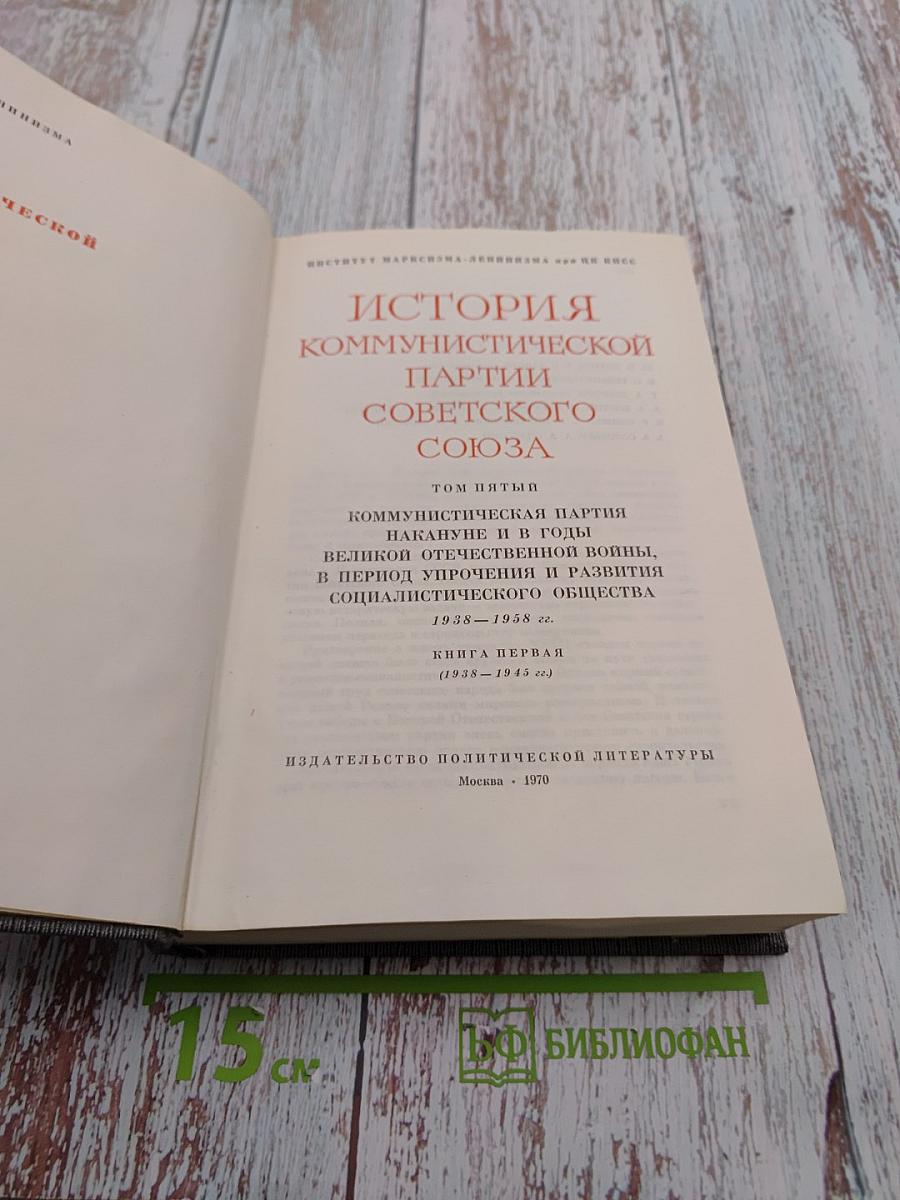 ЧЕСКОЙ
ИНСТИТУТ МАРКСИЗМА-ЛЕНИНИЗМА при ЦК КПСС
ИСТОРИЯ
КОММУНИСТИЧЕСКОЙ
ПАРТИИ
СОВЕТСКОГО
СОЮЗА
ТОМ ПЯТЫЙ
КОММУНИСТИЧЕСКАЯ ПАРТИЯ
НАКАНУНЕ И В ГОДЫ
ВЕЛИКОЙ ОТЕЧЕСТВЕННОЙ ВОЙНЫ,
В ПЕРИОД УПРОЧЕНИЯ И РАЗВИТИЯ
СОЦИАЛИСТИЧЕСКОГО ОБЩЕСТВА
1938—1958 гг.
КНИГА ПЕРВАЯ
(1938—1945 гг.)
ИЗДАТЕЛЬСТВО ПОЛИТИЧЕСКОЙ ЛИТЕРАТУРЫ
Москва • 1970
15 см
БФ БИБЛИОФАН